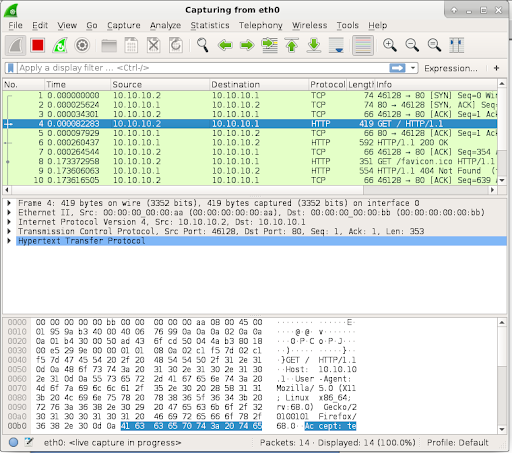 Capturing from eth0
File Edit View Go Capture Analyze Statistics Telephony Wireless Tools Help
Apply a display filter ... <Ctrl-/> Expression... +
No. Time Source Destination Protocol Length Info
1 0.000000000 10.10.10.2 10.10.10.1 TCP 74 46128 → 80 [SYN] Seq=0 Win
2 0.000025624 10.10.10.1 10.10.10.2 TCP 74 80 → 46128 [SYN, ACK] Seq=
3 0.000034301 10.10.10.2 10.10.10.1 TCP 66 46128 → 80 [ACK] Seq=1 Ack
4 0.000082283 10.10.10.2 10.10.10.1 HTTP 419 GET / HTTP/1.1
5 0.000097929 10.10.10.1 10.10.10.2 TCP 66 80 → 46128 [ACK] Seq=1 Ack
6 0.000260437 10.10.10.1 10.10.10.2 HTTP 592 HTTP/1.1 200 OK
7 0.000264544 10.10.10.2 10.10.10.1 TCP 66 46128 → 80 [ACK] Seq=354
8 0.173372958 10.10.10.2 10.10.10.1 HTTP 351 GET /favicon.ico HTTP/1.1
9 0.173606063 10.10.10.1 10.10.10.2 HTTP 554 HTTP/1.1 404 Not Found
10 0.173616505 10.10.10.2 10.10.10.1 TCP 66 46128 → 80 [ACK] Seq=639
Frame 4: 419 bytes on wire (3352 bits), 419 bytes captured (3352 bits) on interface 0
Ethernet II, Src: 00:00:00_00:00:aa (00:00:00:00:00:aa), Dst: 00:00:00_00:00:bb (00:00:00:00:00:bb)
Internet Protocol Version 4, Src: 10.10.10.2, Dst: 10.10.10.1
Transmission Control Protocol, Src Port: 46128, Dst Port: 80, Seq: 1, Ack: 1, Len: 353
Hypertext Transfer Protocol
0000 00 00 00 00 00 bb 00 00 00 00 00 aa 08 00 45 00 ··············E·
0010 01 95 9a b3 40 00 40 06 76 99 0a 0a 0a 02 0a 0a ····@·@·v·······
0020 0a 01 b4 30 00 50 ad 43 6f cd 50 04 4a b3 80 18 ···0·P·Co·P·J···
0030 00 e5 29 9e 00 00 01 01 08 0a 02 c1 f5 7d 02 c1 ··)··········}··
0040 f5 7d 47 45 54 20 2f 20 48 54 54 50 2f 31 2e 31 ·}GET / HTTP/1.1
0050 0d 0a 48 6f 73 74 3a 20 31 30 2e 31 30 2e 31 30 ··Host: 10.10.10
0060 2e 31 0d 0a 55 73 65 72 2d 41 67 65 6e 74 3a 20 .1··User-Agent:
0070 4d 6f 7a 69 6c 6c 61 2f 35 2e 30 20 28 58 31 31 Mozilla/5.0 (X11
0080 3b 20 4c 69 6e 75 78 20 78 38 36 5f 36 34 3b 20 ; Linux x86_64;
0090 72 76 3a 36 38 2e 30 29 20 47 65 63 6b 6f 2f 32 rv:68.0) Gecko/2
00a0 30 31 30 30 31 30 31 20 46 69 72 65 66 6f 78 2f 0100101 Firefox/
00b0 36 38 2e 30 0d 0a 41 63 63 65 70 74 3a 20 74 65 68.0··Accept: te
eth0: <live capture in progress> Packets: 14 · Displayed: 14 (100.0%) Profile: Default